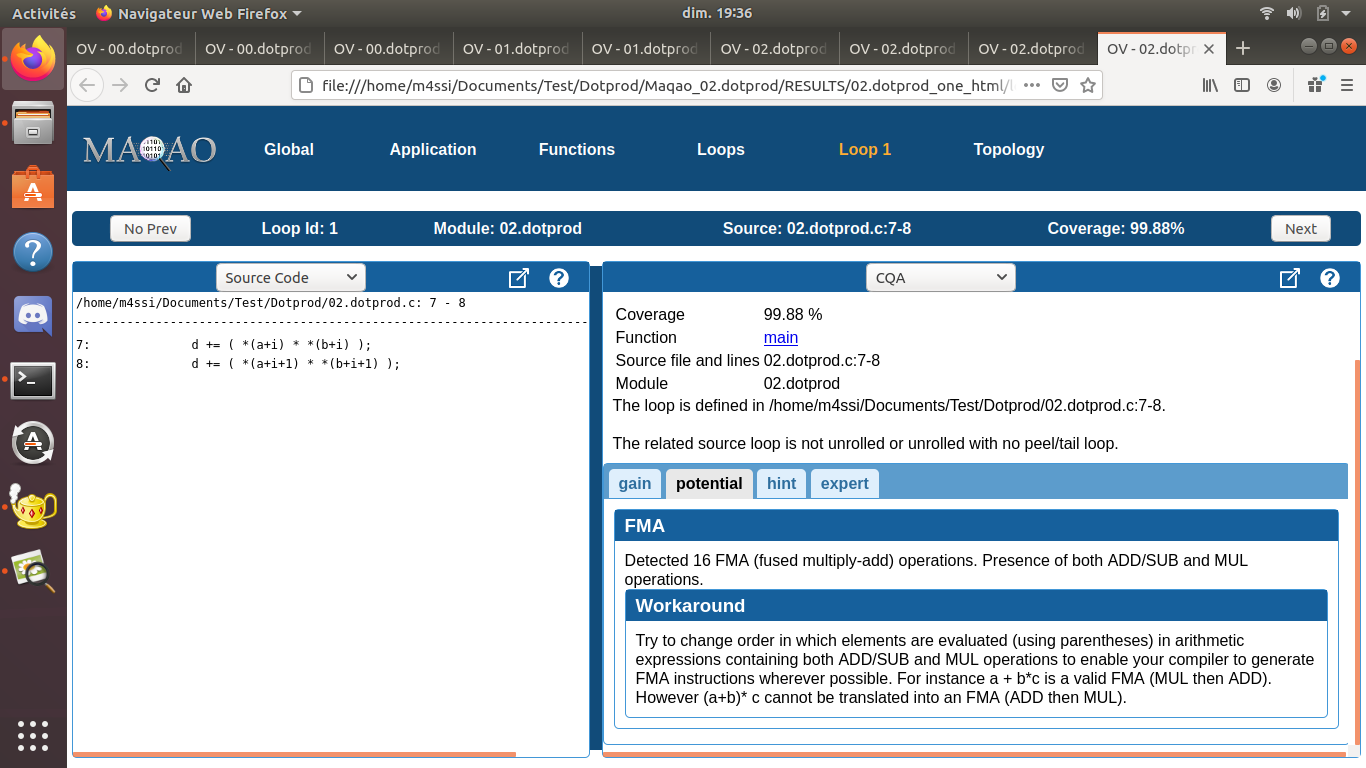 Activités Navigateur Web Firefox dim. 19:36
OV - 00.dotprod OV - 00.dotprod OV - 00.dotprod OV - 01.dotprod OV - 01.dotprod OV - 02.dotprod OV - 02.dotprod OV - 02.dotprod OV - 02.dotpr
file:///home/m4ssi/Documents/Test/Dotprod/Maqao_02.dotprod/RESULTS/02.dotprod_one_html/
MAQAO Global Application Functions Loops Loop 1 Topology
No Prev Loop Id: 1 Module: 02.dotprod Source: 02.dotprod.c:7-8 Coverage: 99.88% Next
Source Code
/home/m4ssi/Documents/Test/Dotprod/02.dotprod.c: 7 - 8
--------------------------------------------------------------------------------
7: d += ( *(a+i) * *(b+i) );
8: d += ( *(a+i+1) * *(b+i+1) );
CQA
Coverage 99.88 %
Function main
Source file and lines 02.dotprod.c:7-8
Module 02.dotprod
The loop is defined in /home/m4ssi/Documents/Test/Dotprod/02.dotprod.c:7-8.
The related source loop is not unrolled or unrolled with no peel/tail loop.
gain potential hint expert
FMA
Detected 16 FMA (fused multiply-add) operations. Presence of both ADD/SUB and MUL
operations.
Workaround
Try to change order in which elements are evaluated (using parentheses) in arithmetic
expressions containing both ADD/SUB and MUL operations to enable your compiler to generate
FMA instructions wherever possible. For instance a + b*c is a valid FMA (MUL then ADD).
However (a+b)* c cannot be translated into an FMA (ADD then MUL).